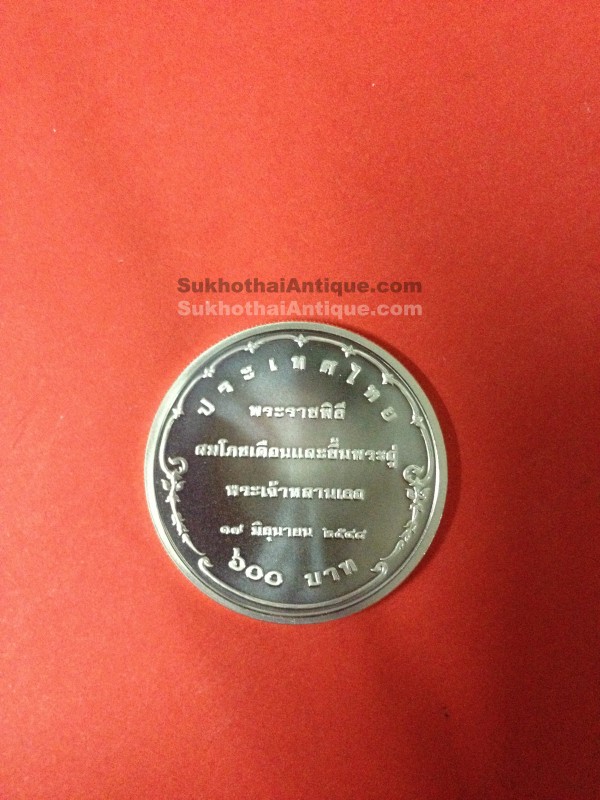 SukhothaiAntique.com
SukhothaiAntique.com
ประเทศไทย
พระราชพิธี
สมโภชเดือนและขึ้นพระอู่
พระเจ้าหลานเธอ
๑๗ มิถุนายน ๒๕๔๘
๖๐๐ บาท